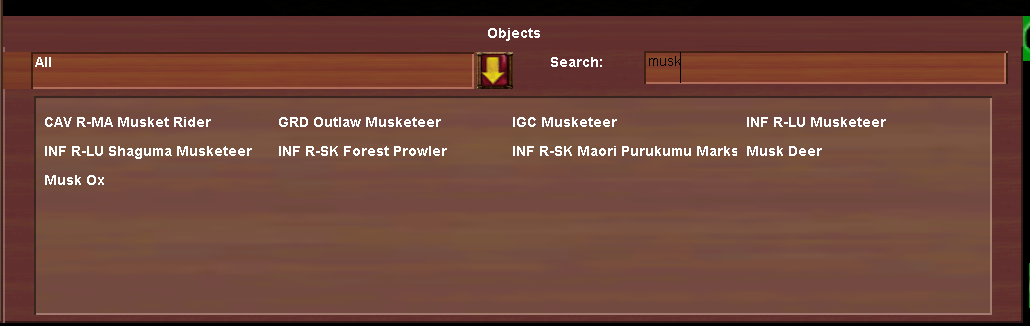 Objects
All
Search: musk
CAV R-MA Musket Rider GRD Outlaw Musketeer IGC Musketeer INF R-LU Musketeer
INF R-LU Shaguma Musketeer INF R-SK Forest Prowler INF R-SK Maori Purukumu Marks Musk Deer
Musk Ox